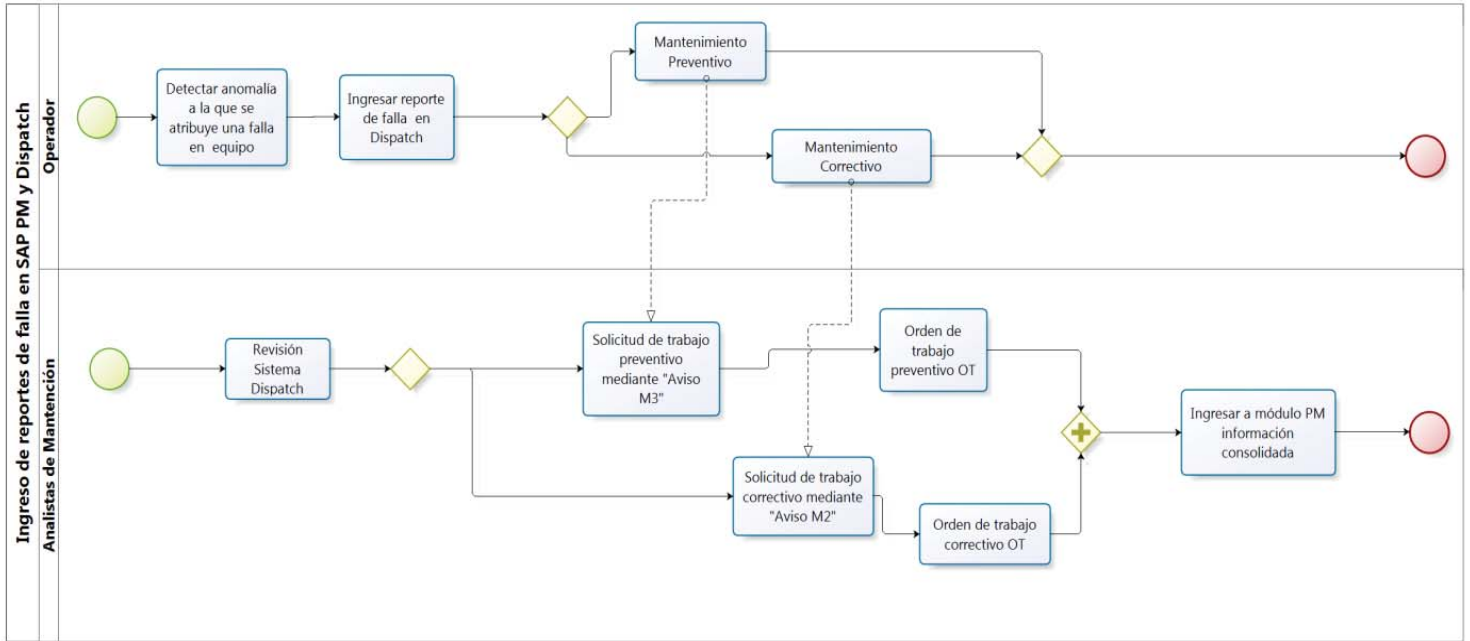 Ingreso de reportes de falla en SAP PM y Dispatch
Operador
Detectar anomalía
a la que se
atribuye una falla
en equipo
Ingresar reporte
de falla en
Dispatch
Mantenimiento
Preventivo
Mantenimiento
Correctivo
Analistas de Mantención
Revisión
Sistema
Dispatch
Solicitud de trabajo
preventivo
mediante "Aviso
M3"
Solicitud de trabajo
correctivo mediante
"Aviso M2"
Orden de
trabajo
preventivo OT
Orden de trabajo
correctivo OT
Ingresar a módulo PM
información
consolidada